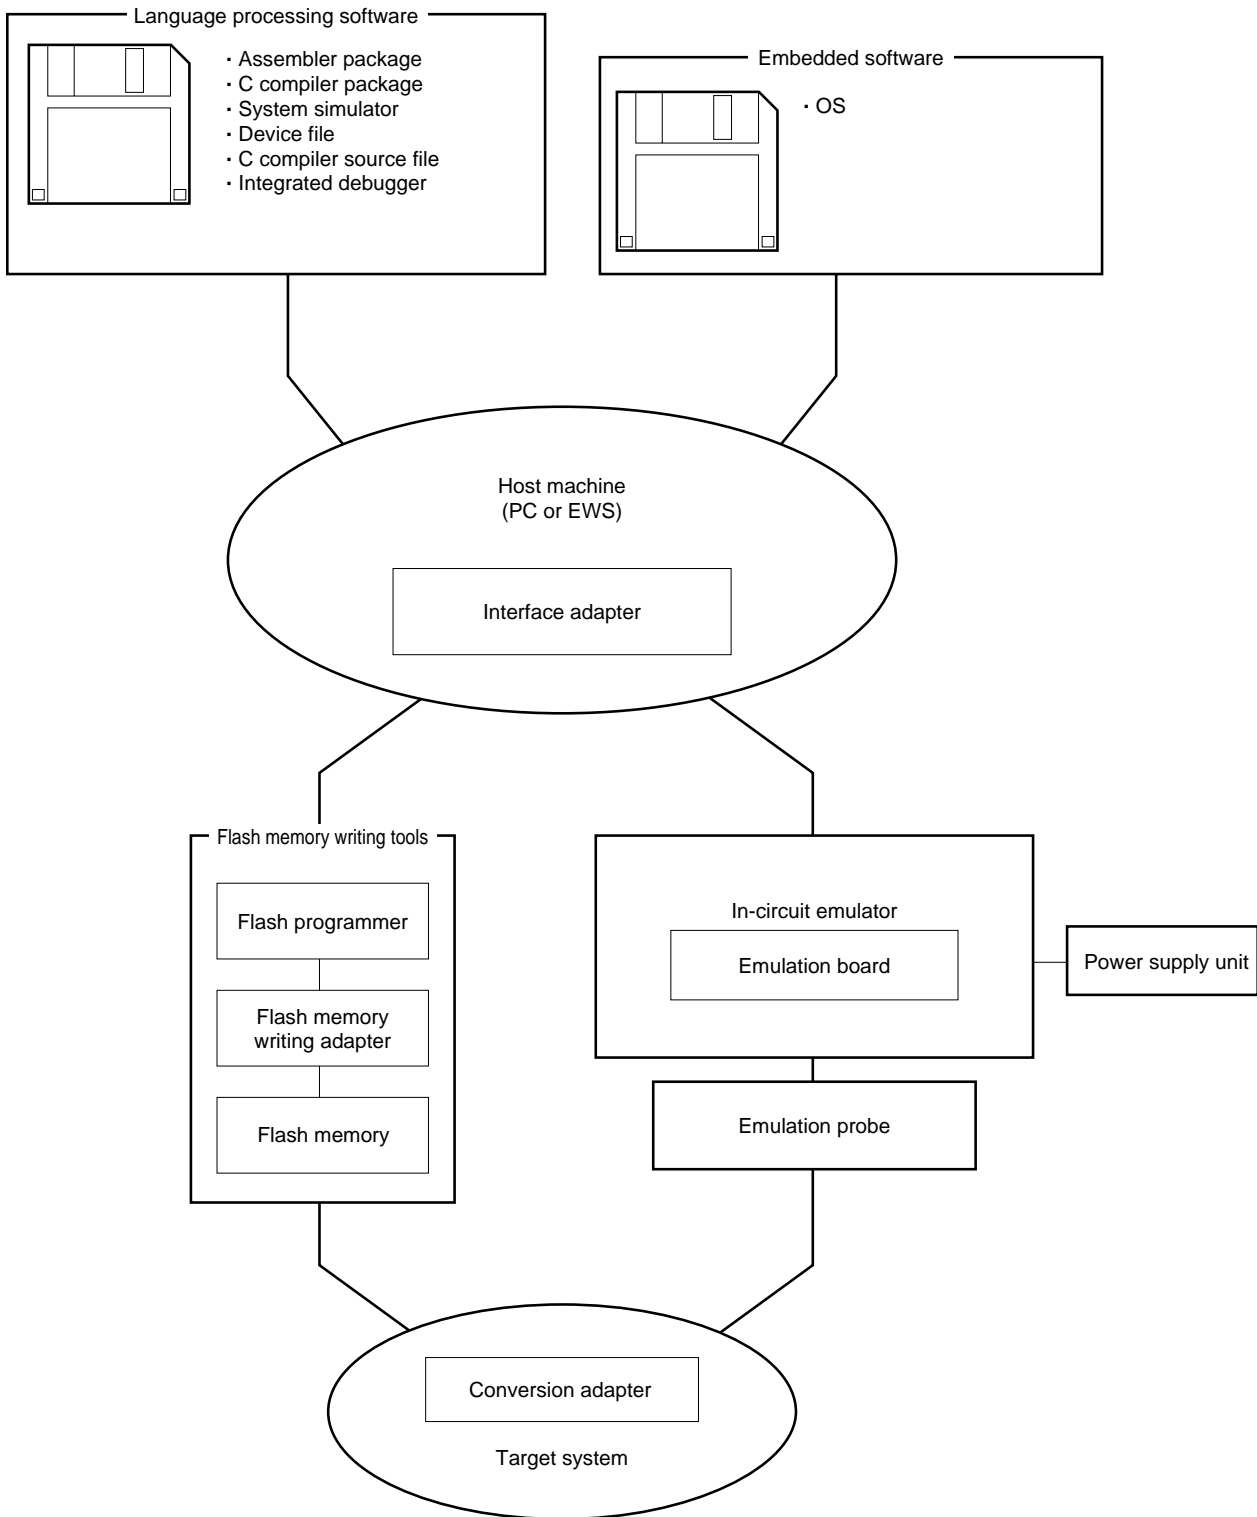 Language processing software
· Assembler package
· C compiler package
· System simulator
· Device file
· C compiler source file
· Integrated debugger
Embedded software
· OS
Host machine
(PC or EWS)
Interface adapter
Flash memory writing tools
Flash programmer
Flash memory
writing adapter
Flash memory
In-circuit emulator
Emulation board
Power supply unit
Emulation probe
Conversion adapter
Target system